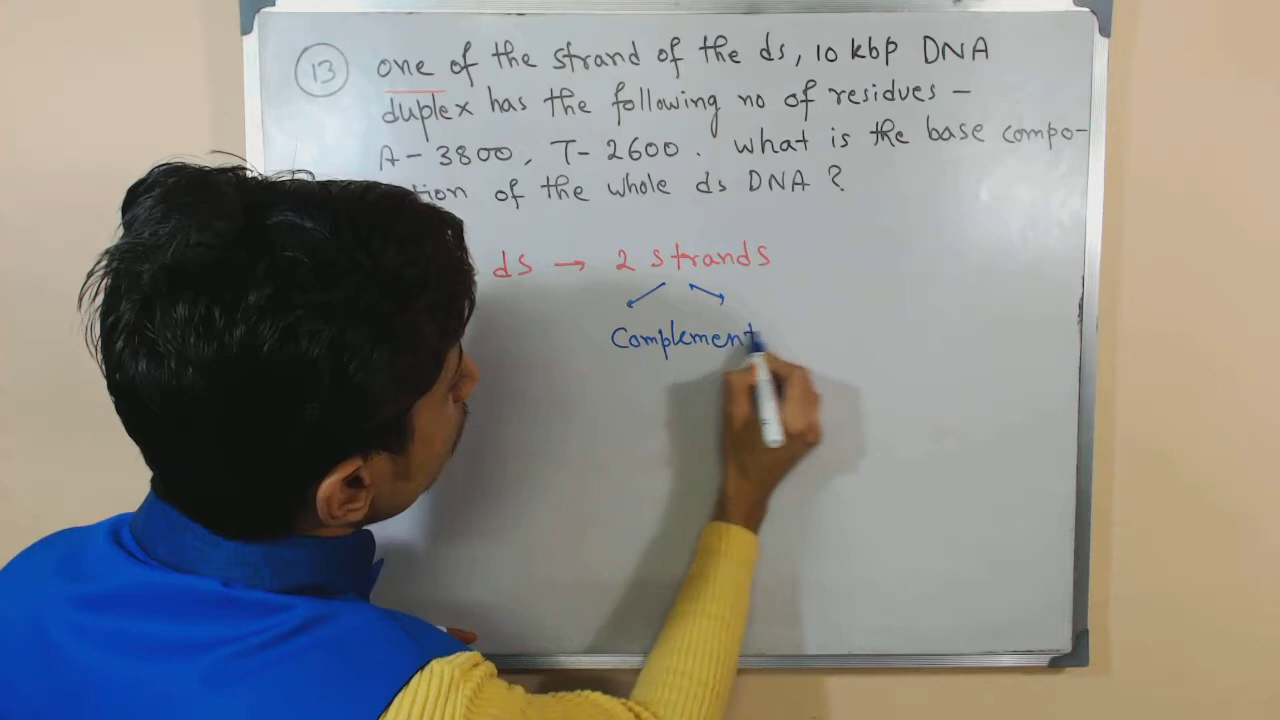 13 one of the strand of the ds, 10 kbp DNA
duplex has the following no of residues -
A - 3800, T- 2600. What is the base compo-
tion of the whole ds DNA ?
ds → 2 strands
Complement